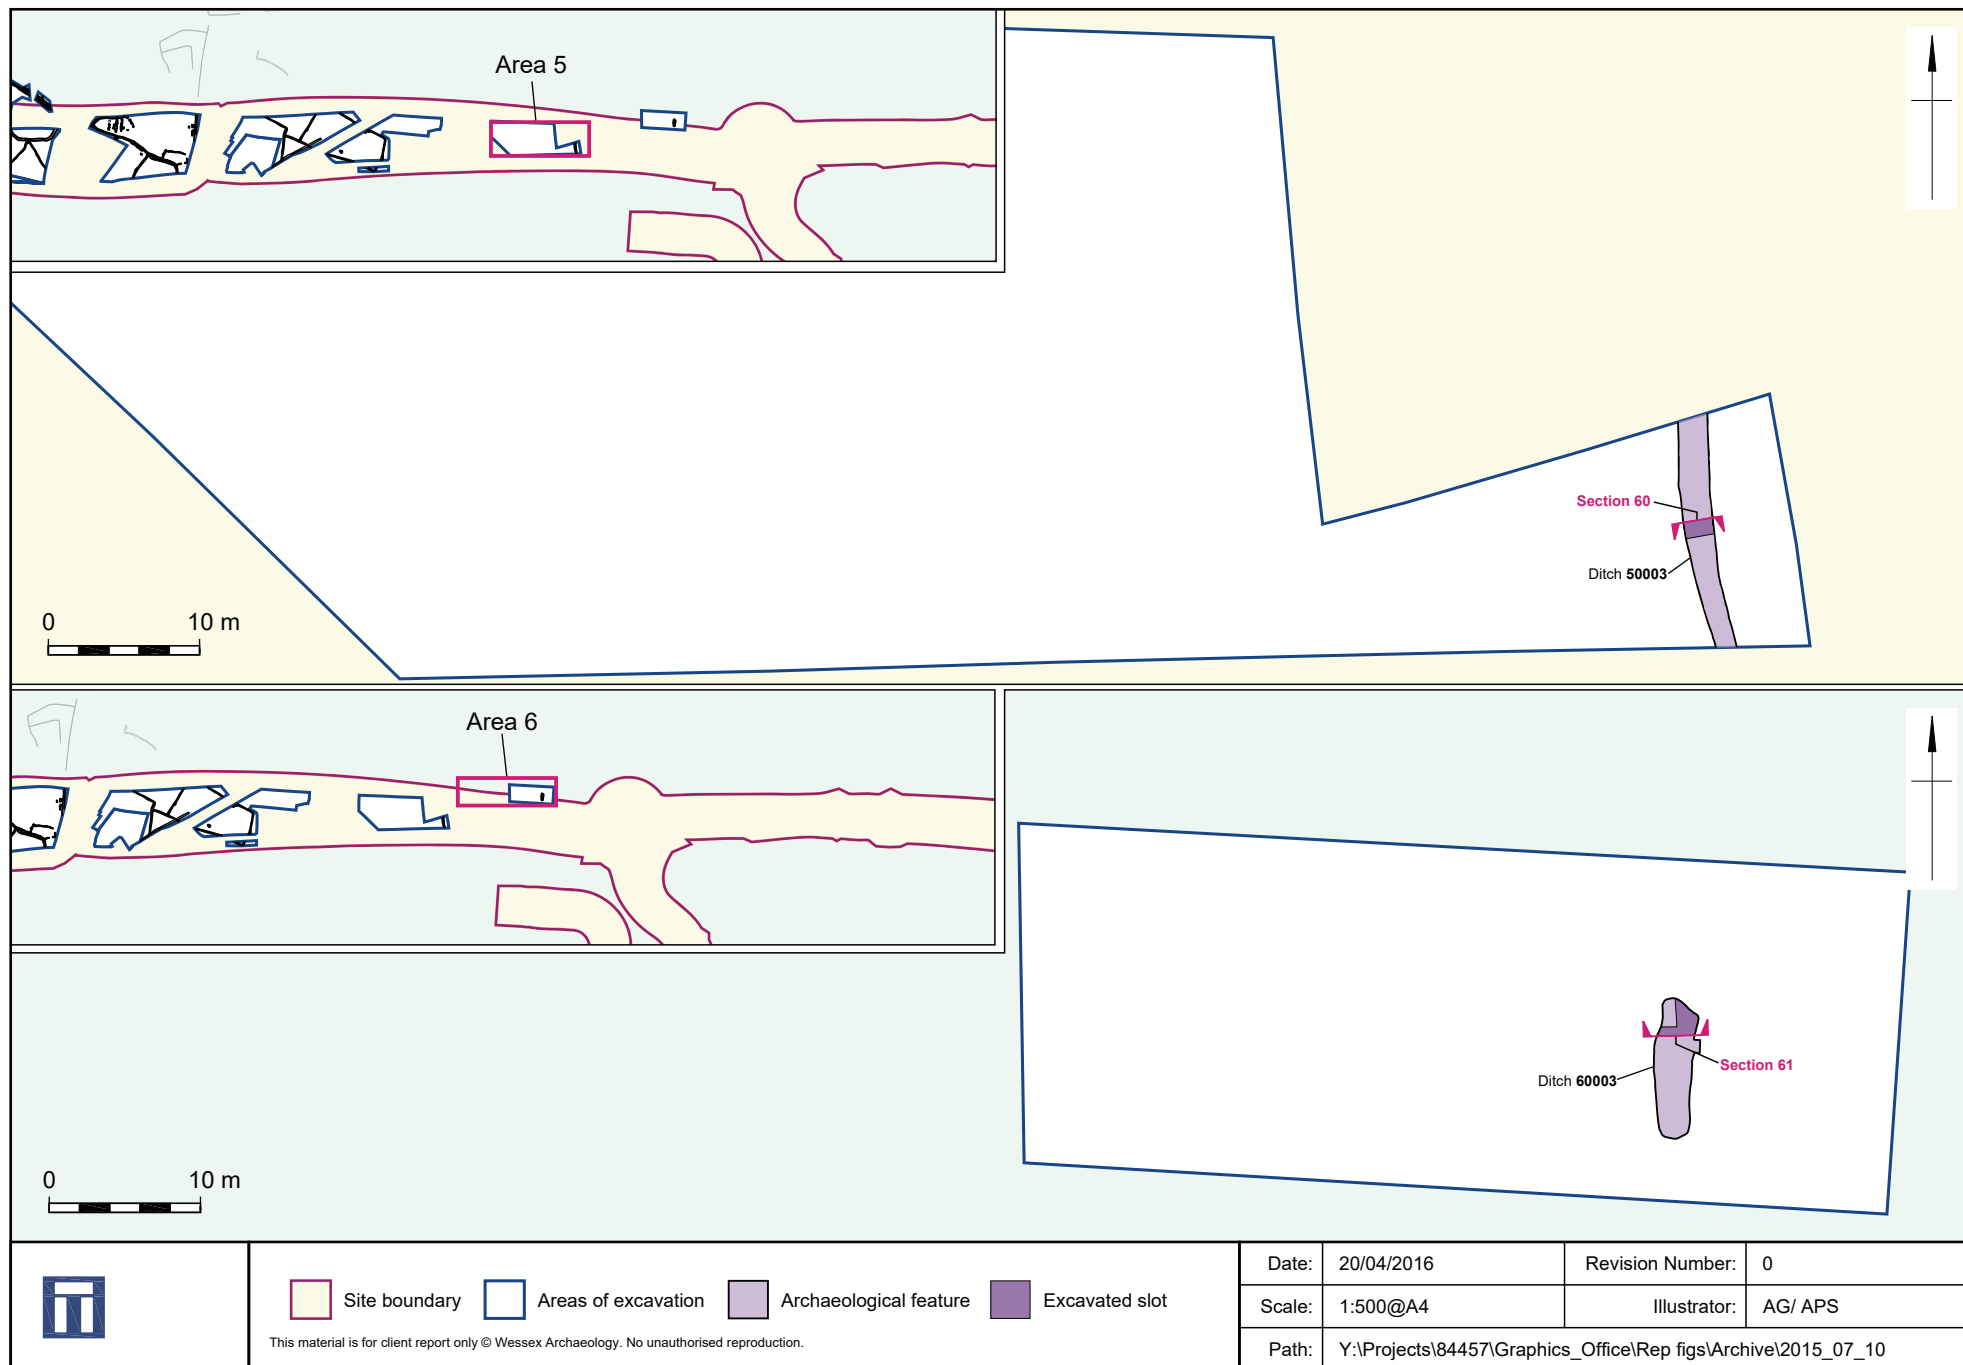 Area 5
Section 60
Ditch 50003
0 10 m
Area 6
Section 61
Ditch 60003
0 10 m
Site boundary
Areas of excavation
Archaeological feature
Excavated slot
This material is for client report only © Wessex Archaeology. No unauthorised reproduction.
Date: 20/04/2016 Revision Number: 0
Scale: 1:500@A4 Illustrator: AG/ APS
Path: Y:\Projects\84457\Graphics_Office\Rep figs\Archive\2015_07_10